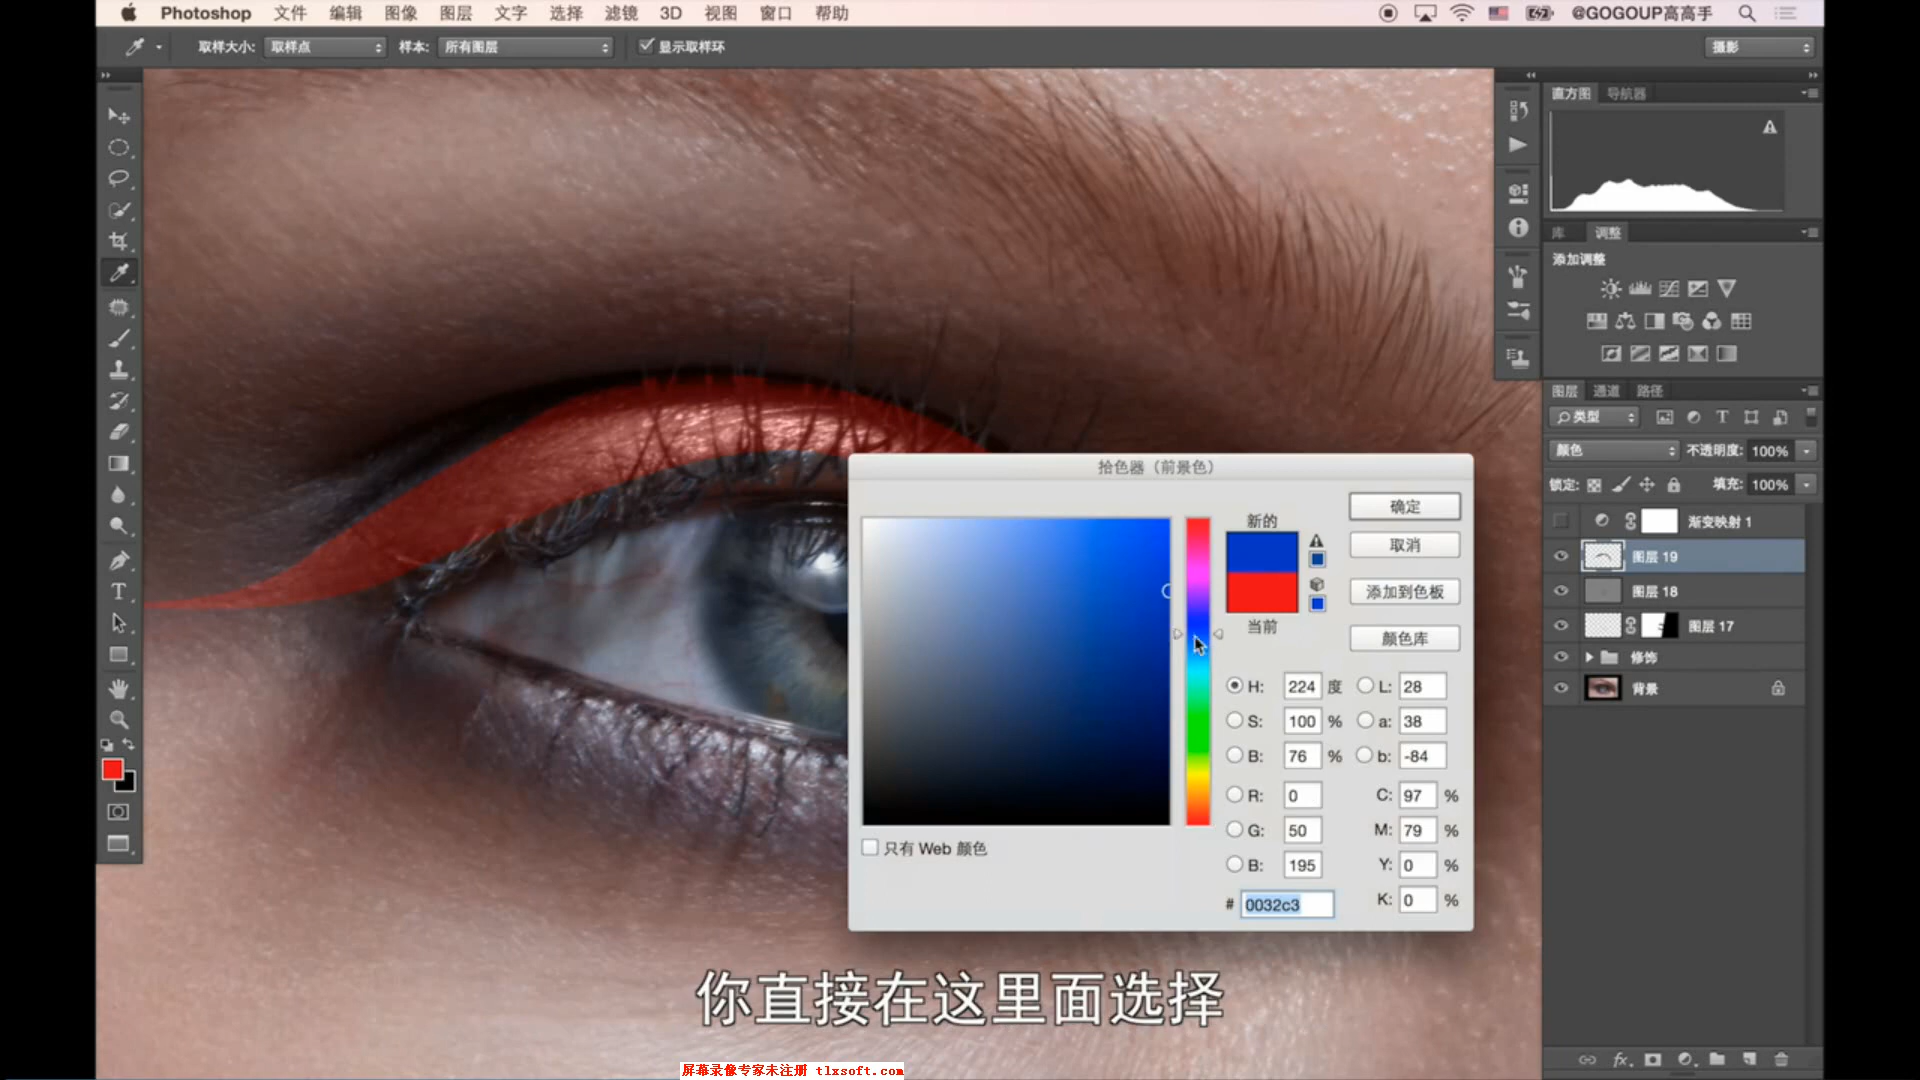 Photoshop 文件 编辑 图像 图层 文字 选择 滤镜 3D 视图 窗口 帮助 @GOGOUP高高手
取样大小: 取样点 样本: 所有图层 显示取样环 摄影
直方图 导航器
库 调整
添加调整
图层 通道 路径
类型
颜色 不透明度: 100%
锁定: 填充: 100%
渐变映射 1
图层 19
图层 18
图层 17
修饰
背景
拾色器（前景色）
新的
当前
确定
取消
添加到色板
颜色库
H: 224 度 L: 28
S: 100 % a: 38
B: 76 % b: -84
R: 0 C: 97 %
G: 50 M: 79 %
B: 195 Y: 0 %
# 0032c3 K: 0 %
只有 Web 颜色
你直接在这里面选择
屏幕录像专家未注册 tlxsoft.com